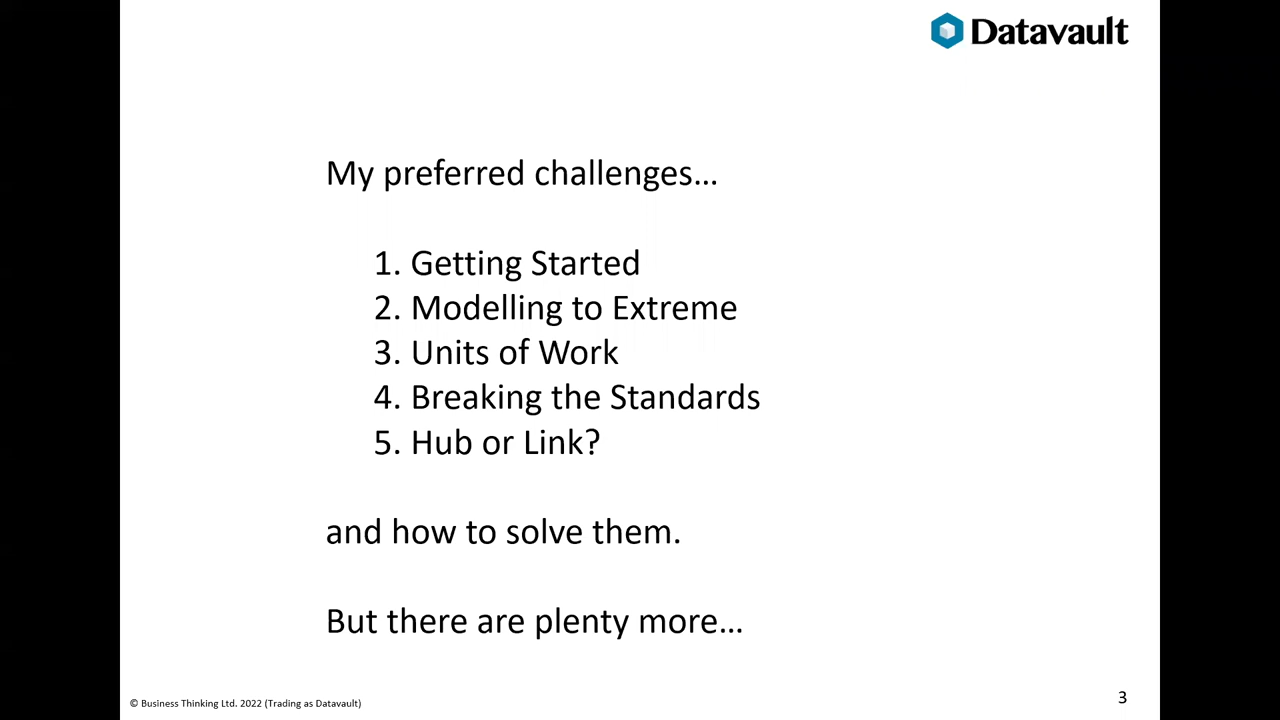 Datavault
My preferred challenges...
1. Getting Started
2. Modelling to Extreme
3. Units of Work
4. Breaking the Standards
5. Hub or Link?
and how to solve them.
But there are plenty more...
© Business Thinking Ltd. 2022 (Trading as Datavault)
3